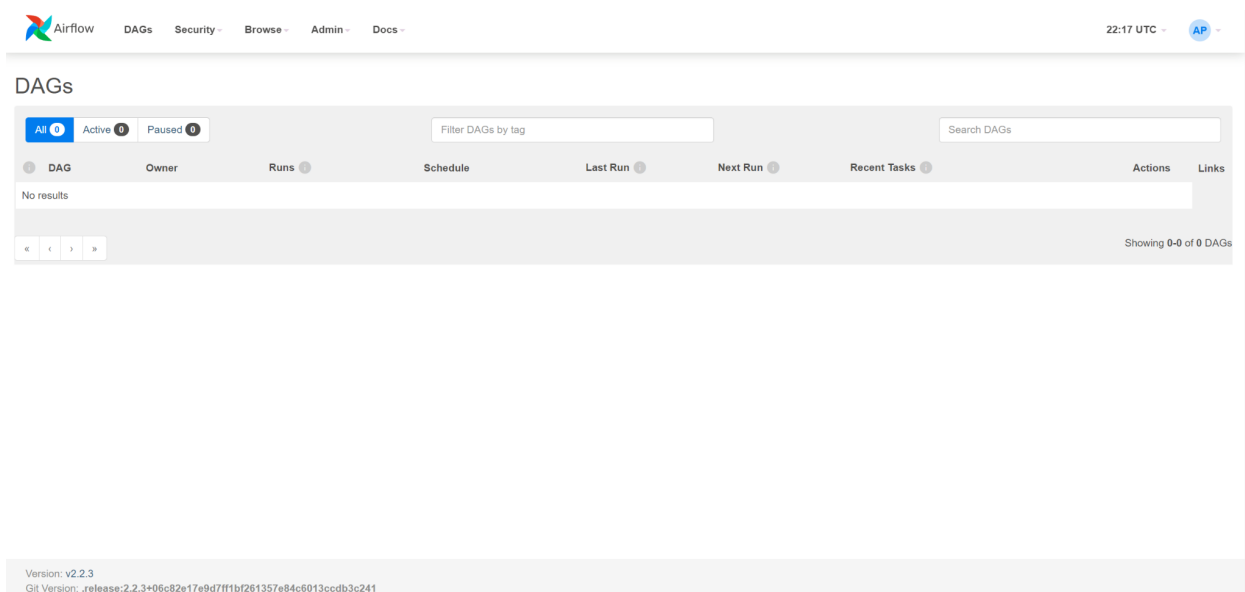 Airflow DAGs Security Browse Admin Docs 22:17 UTC AP
DAGs
All 0 Active 0 Paused 0 Filter DAGs by tag Search DAGs
DAG Owner Runs Schedule Last Run Next Run Recent Tasks Actions Links
No results
« ‹ › » Showing 0-0 of 0 DAGs
Version: v2.2.3
Git Version: .release:2.2.3+06c82e17e9d7ff1bf261357e84c6013ccdb3c241